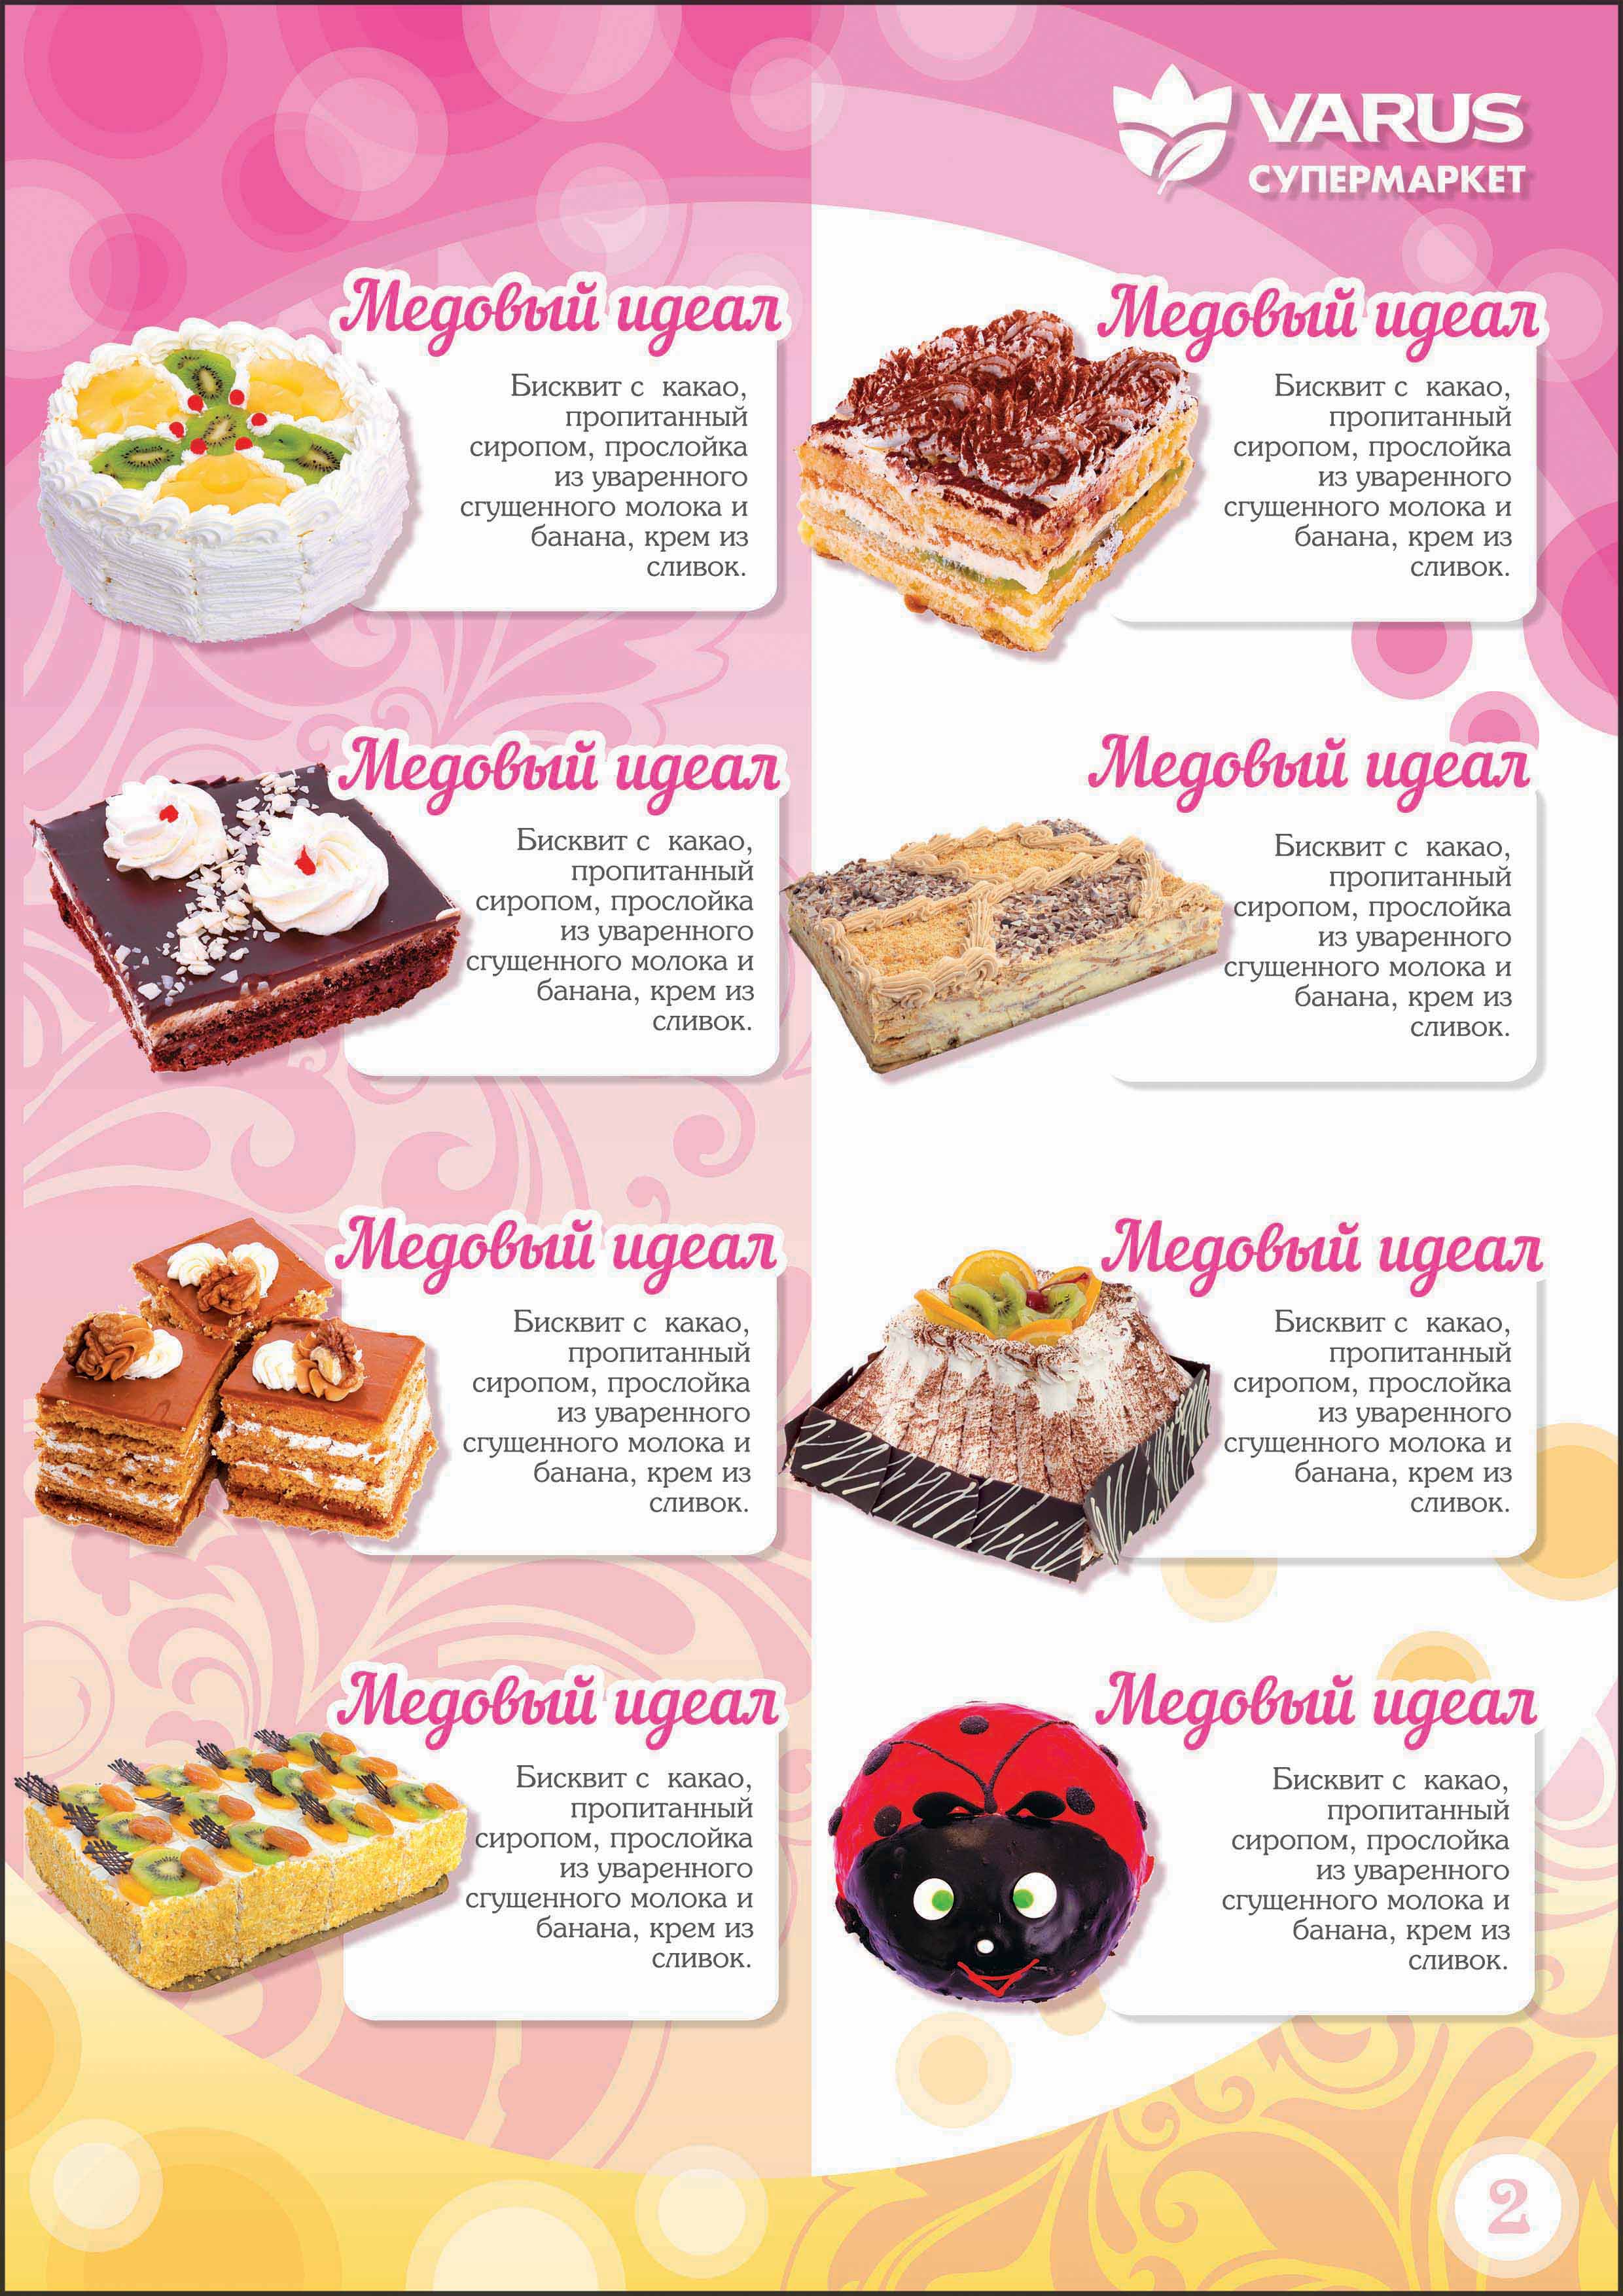 VARUS
СУПЕРМАРКЕТ
Медовый идеал
Бисквит с какао,
пропитанный
сиропом, прослойка
из уваренного
сгущенного молока и
банана, крем из
сливок.
Медовый идеал
Бисквит с какао,
пропитанный
сиропом, прослойка
из уваренного
сгущенного молока и
банана, крем из
сливок.
Медовый идеал
Бисквит с какао,
пропитанный
сиропом, прослойка
из уваренного
сгущенного молока и
банана, крем из
сливок.
Медовый идеал
Бисквит с какао,
пропитанный
сиропом, прослойка
из уваренного
сгущенного молока и
банана, крем из
сливок.
Медовый идеал
Бисквит с какао,
пропитанный
сиропом, прослойка
из уваренного
сгущенного молока и
банана, крем из
сливок.
Медовый идеал
Бисквит с какао,
пропитанный
сиропом, прослойка
из уваренного
сгущенного молока и
банана, крем из
сливок.
Медовый идеал
Бисквит с какао,
пропитанный
сиропом, прослойка
из уваренного
сгущенного молока и
банана, крем из
сливок.
Медовый идеал
Бисквит с какао,
пропитанный
сиропом, прослойка
из уваренного
сгущенного молока и
банана, крем из
сливок.
2